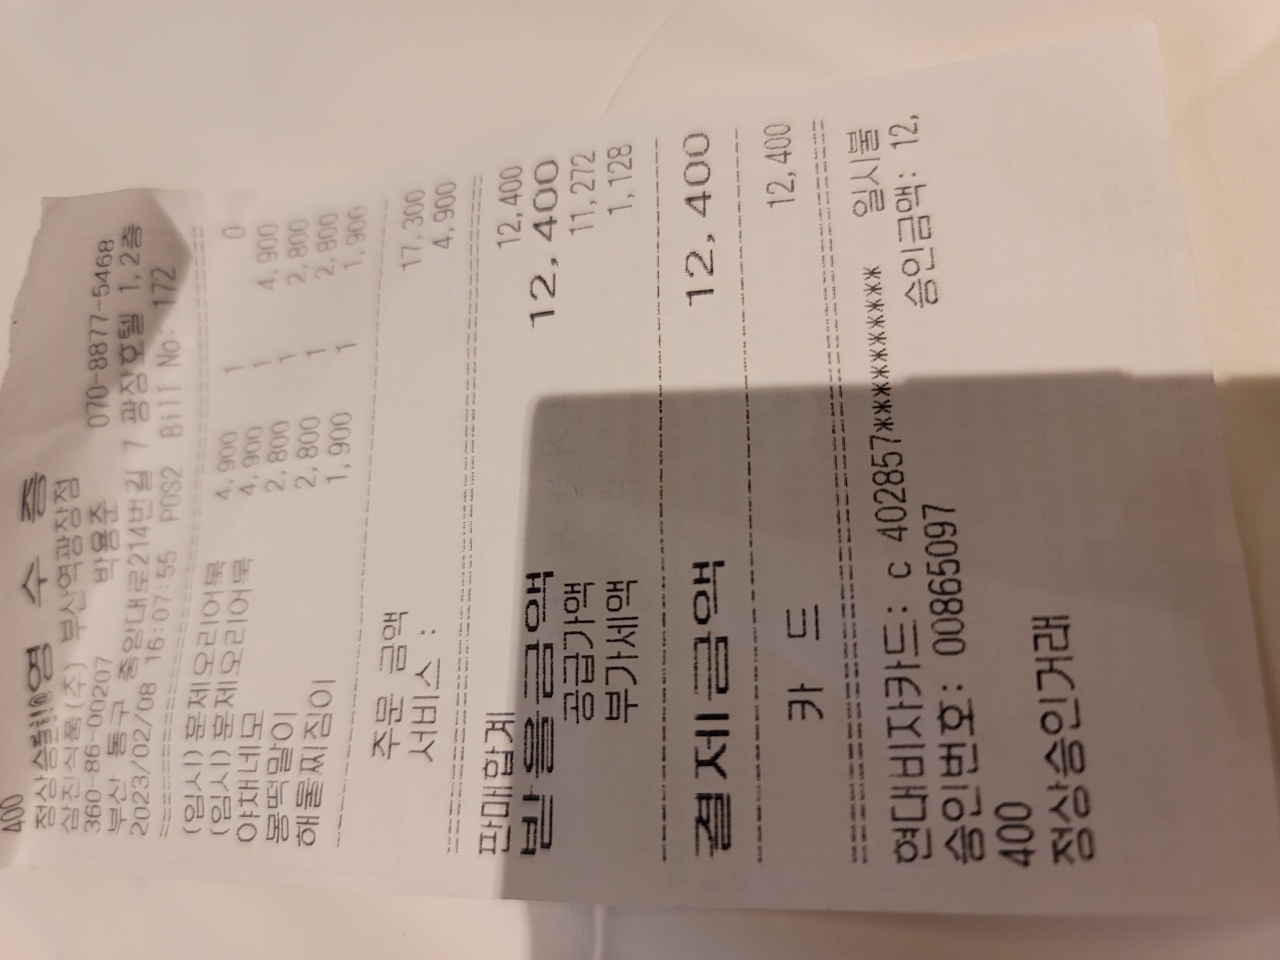 400
영 수 증
삼진식품(주) 부산역광장점
360-86-00207 박용준 070-8877-5468
부산 동구 중앙대로214번길 7 광장호텔 1,2층
2023/02/08 16:07:55 POS2 Bill No: 172
(임시)훈제오리어묵 4,900 1 0
(임시)훈제오리어묵 4,900 1 4,900
야채네모 2,800 1 2,800
통떡말이 2,800 1 2,800
해물찌짐이 1,900 1 1,900
주문 금액 17,300
서비스 : 4,900
판매합계 12,400
받을금액 12,400
공급가액 11,272
부가세액 1,128
결제금액 12,400
카 드 12,400
현대비자카드: c 402857********** 일시불
승인번호: 00865097 승인금액: 12,
400
정상승인거래